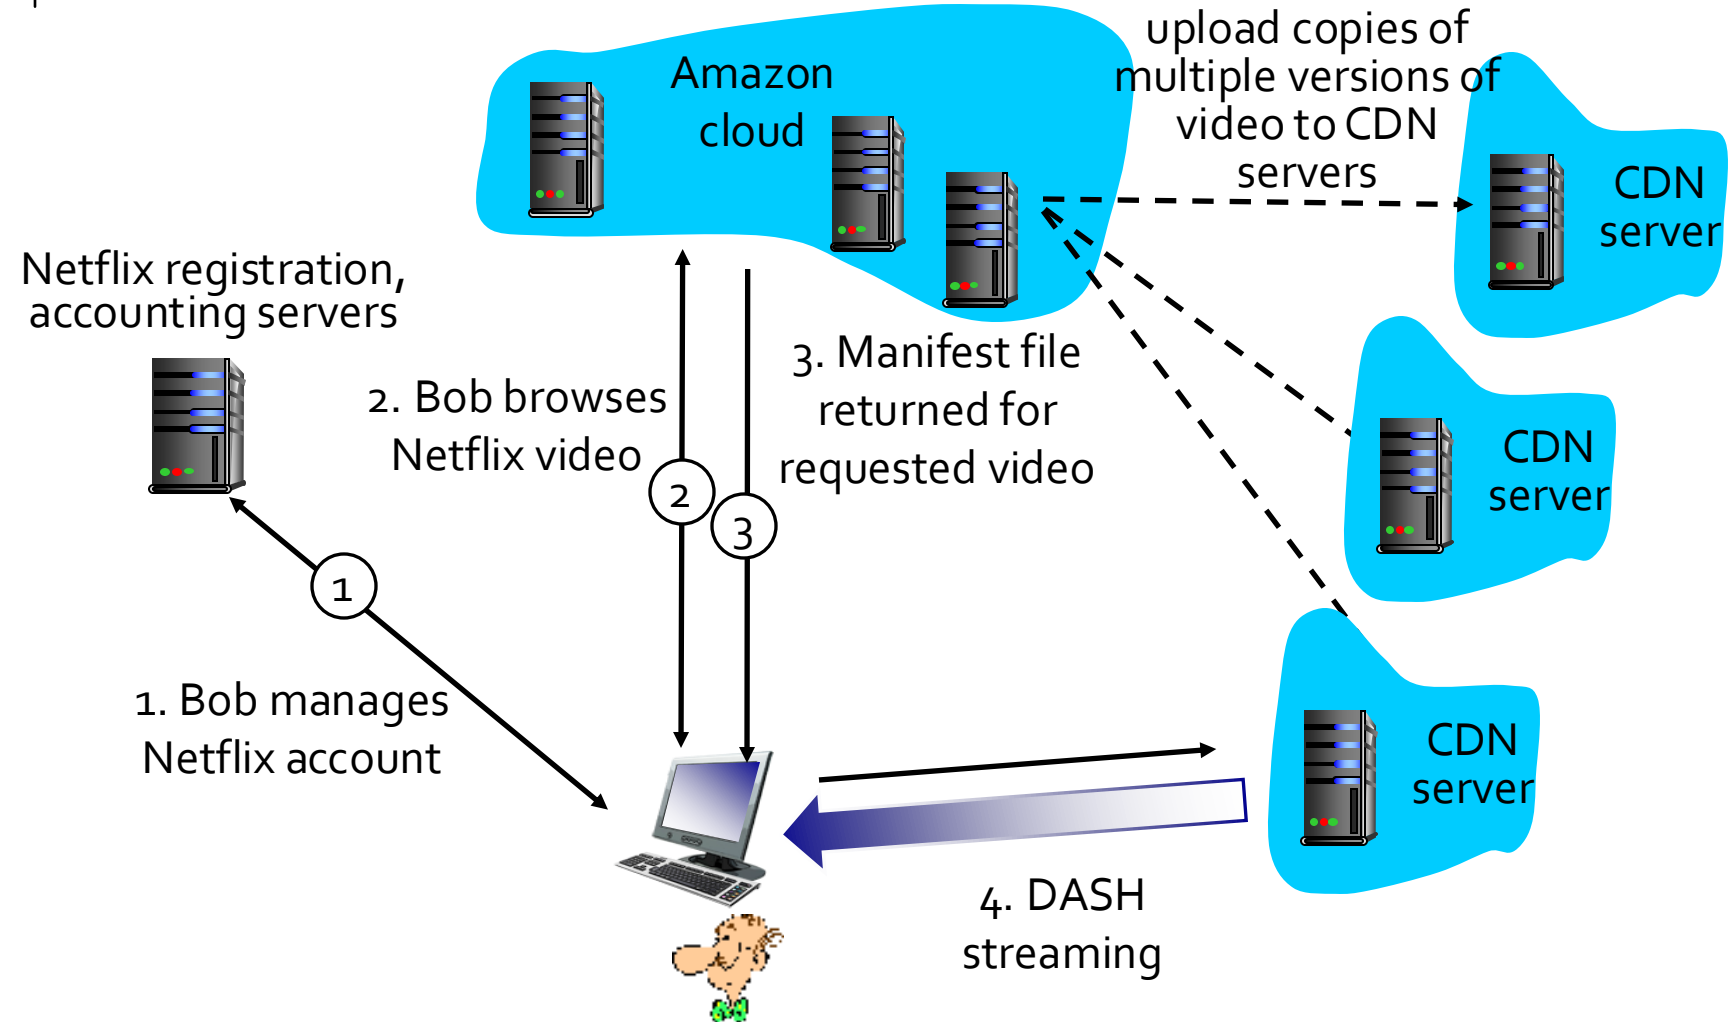 Amazon
cloud
upload copies of
multiple versions of
video to CDN
servers
CDN
server
Netflix registration,
accounting servers
3. Manifest file
returned for
requested video
2. Bob browses
Netflix video
CDN
server
2
3
1
1. Bob manages
Netflix account
CDN
server
4. DASH
streaming